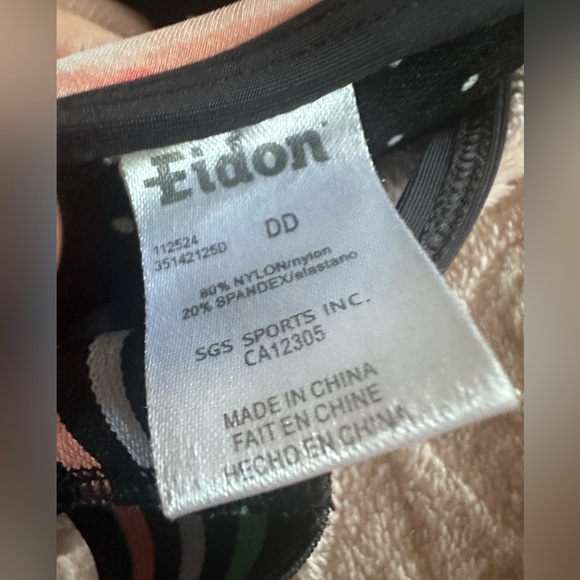 Eidon
112524
35142125D
DD
80% NYLON/nylon
20% SPANDEX/elastano
SGS SPORTS INC.
CA12305
MADE IN CHINA
FAIT EN CHINE
HECHO EN CHINA